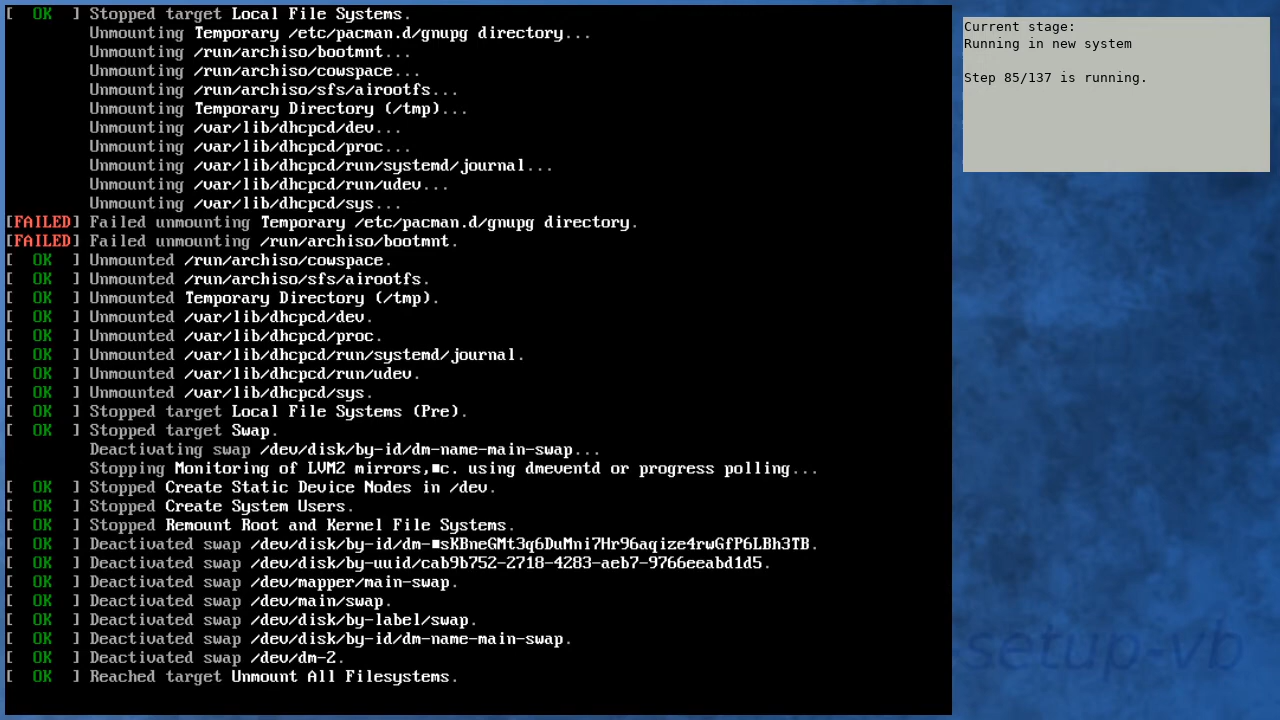 [  OK  ] Stopped target Local File Systems.
Unmounting Temporary /etc/pacman.d/gnupg directory...
Unmounting /run/archiso/bootmnt...
Unmounting /run/archiso/cowspace...
Unmounting /run/archiso/sfs/airootfs...
Unmounting Temporary Directory (/tmp)...
Unmounting /var/lib/dhcpcd/dev...
Unmounting /var/lib/dhcpcd/proc...
Unmounting /var/lib/dhcpcd/run/systemd/journal...
Unmounting /var/lib/dhcpcd/run/udev...
Unmounting /var/lib/dhcpcd/sys...
[FAILED] Failed unmounting Temporary /etc/pacman.d/gnupg directory.
[FAILED] Failed unmounting /run/archiso/bootmnt.
[  OK  ] Unmounted /run/archiso/cowspace.
[  OK  ] Unmounted /run/archiso/sfs/airootfs.
[  OK  ] Unmounted Temporary Directory (/tmp).
[  OK  ] Unmounted /var/lib/dhcpcd/dev.
[  OK  ] Unmounted /var/lib/dhcpcd/proc.
[  OK  ] Unmounted /var/lib/dhcpcd/run/systemd/journal.
[  OK  ] Unmounted /var/lib/dhcpcd/run/udev.
[  OK  ] Unmounted /var/lib/dhcpcd/sys.
[  OK  ] Stopped target Local File Systems (Pre).
[  OK  ] Stopped target Swap.
Deactivating swap /dev/disk/by-id/dm-name-main-swap...
Stopping Monitoring of LVM2 mirrors,■c. using dmeventd or progress polling...
[  OK  ] Stopped Create Static Device Nodes in /dev.
[  OK  ] Stopped Create System Users.
[  OK  ] Stopped Remount Root and Kernel File Systems.
[  OK  ] Deactivated swap /dev/disk/by-id/dm-■sKBneGMt3q6DuMni7Hr96aqize4rwGfP6LBh3TB.
[  OK  ] Deactivated swap /dev/disk/by-uuid/cab9b752-2718-4283-aeb7-9766eeabd1d5.
[  OK  ] Deactivated swap /dev/mapper/main-swap.
[  OK  ] Deactivated swap /dev/main/swap.
[  OK  ] Deactivated swap /dev/disk/by-label/swap.
[  OK  ] Deactivated swap /dev/disk/by-id/dm-name-main-swap.
[  OK  ] Deactivated swap /dev/dm-2.
[  OK  ] Reached target Unmount All Filesystems.
Current stage:
Running in new system
Step 85/137 is running.
setup-vb